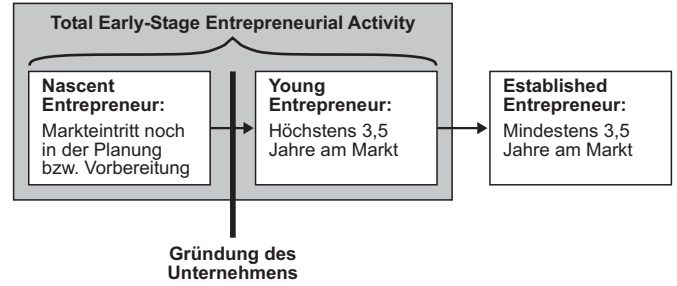 Total Early-Stage Entrepreneurial Activity
Nascent
Entrepreneur:
Markteintritt noch
in der Planung
bzw. Vorbereitung
Young
Entrepreneur:
Höchstens 3,5
Jahre am Markt
Established
Entrepreneur:
Mindestens 3,5
Jahre am Markt
Gründung des
Unternehmens